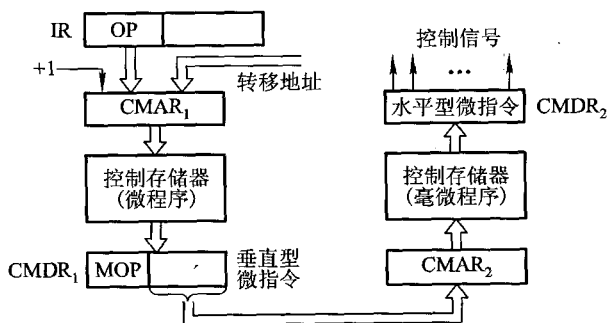 IR OP
+1
转移地址
CMAR₁
控制存储器
(微程序)
CMDR₁ MOP
垂直型
微指令
控制信号
...
水平型微指令 CMDR₂
控制存储器
(毫微程序)
CMAR₂